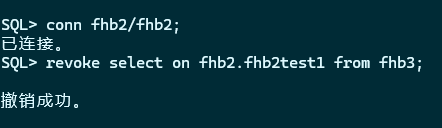 SQL> conn fhb2/fhb2;
已连接。
SQL> revoke select on fhb2.fhb2test1 from fhb3;
撤销成功。